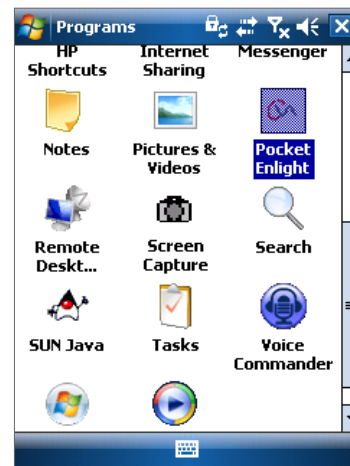 Programs
HP Internet Messenger
Shortcuts Sharing
Notes Pictures & Pocket
Videos Enlight
Remote Screen Search
Deskt... Capture
SUN Java Tasks Voice
Commander